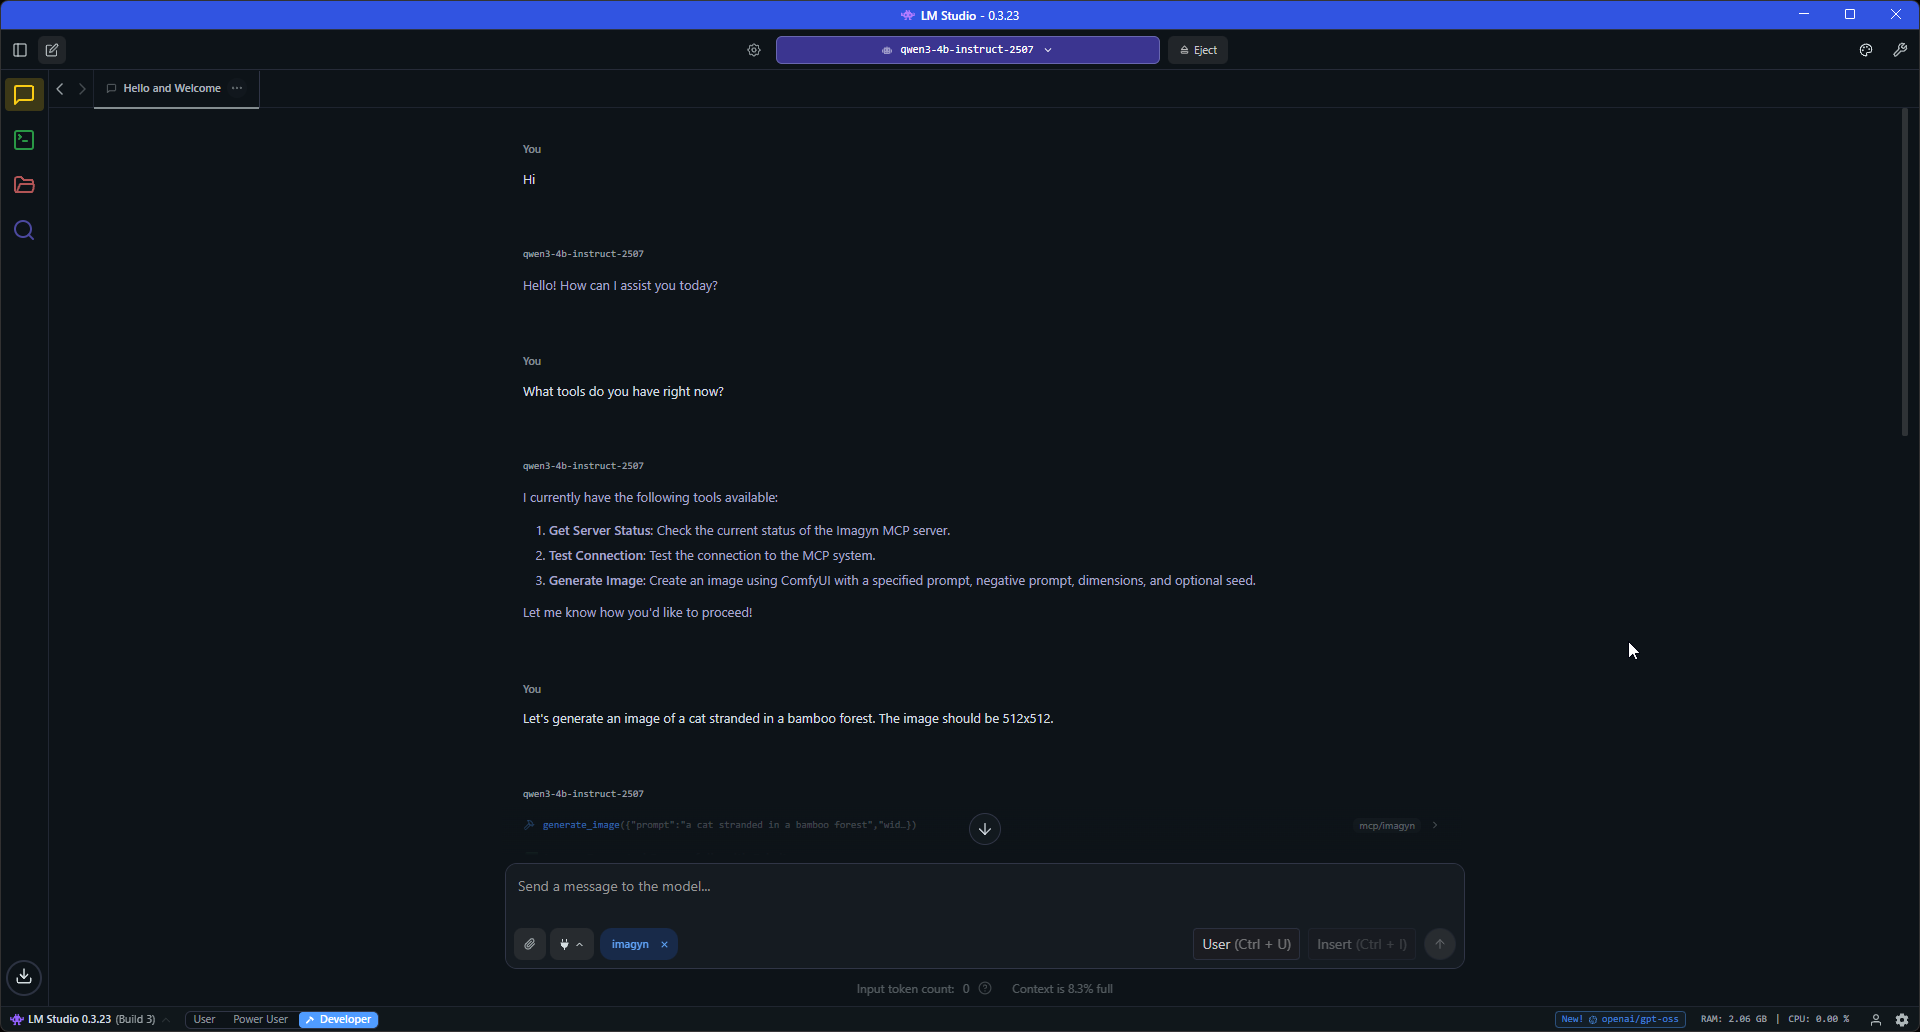 LM Studio - 0.3.23
qwen3-4b-instruct-2507
Eject
Hello and Welcome ...
You
Hi
qwen3-4b-instruct-2507
Hello! How can I assist you today?
You
What tools do you have right now?
qwen3-4b-instruct-2507
I currently have the following tools available:
1. Get Server Status: Check the current status of the Imagyn MCP server.
2. Test Connection: Test the connection to the MCP system.
3. Generate Image: Create an image using ComfyUI with a specified prompt, negative prompt, dimensions, and optional seed.
Let me know how you'd like to proceed!
You
Let's generate an image of a cat stranded in a bamboo forest. The image should be 512x512.
qwen3-4b-instruct-2507
generate_image({"prompt":"a cat stranded in a bamboo forest","wid…})
mcp/imagyn
Send a message to the model...
imagyn ×
User (Ctrl + U)
Insert (Ctrl + I)
Input token count: 0 ?
Context is 8.3% full
LM Studio 0.3.23 (Build 3)
User
Power User
Developer
New! openai/gpt-oss
RAM: 2.06 GB | CPU: 0.00 %